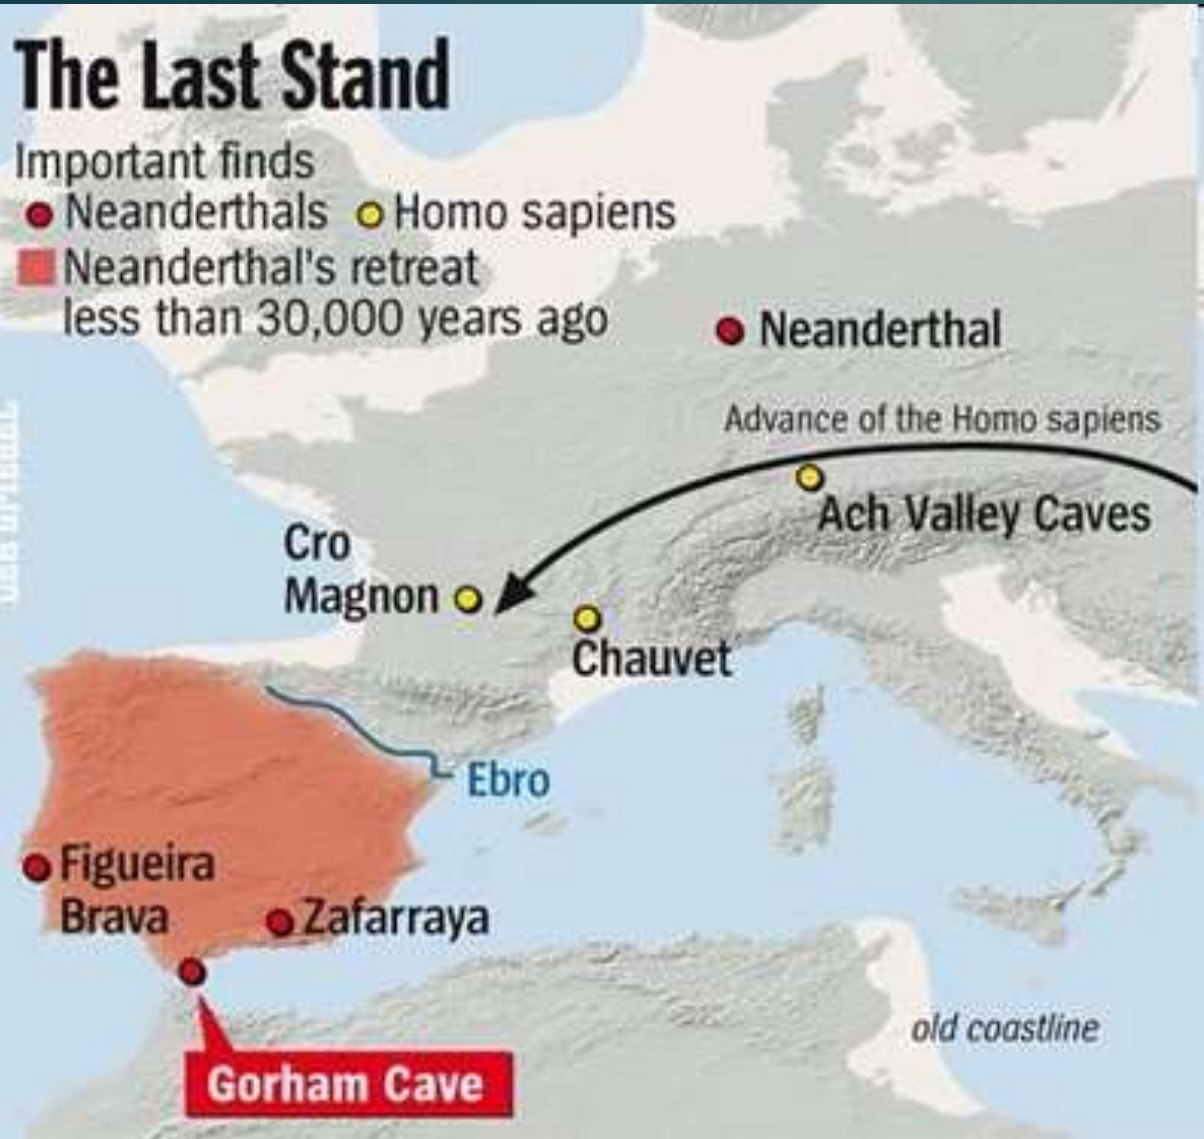 The Last Stand
Important finds
Neanderthals Homo sapiens
Neanderthal's retreat
less than 30,000 years ago
Neanderthal
Advance of the Homo sapiens
Ach Valley Caves
Cro
Magnon
Chauvet
Ebro
Figueira
Brava
Zafarraya
old coastline
Gorham Cave